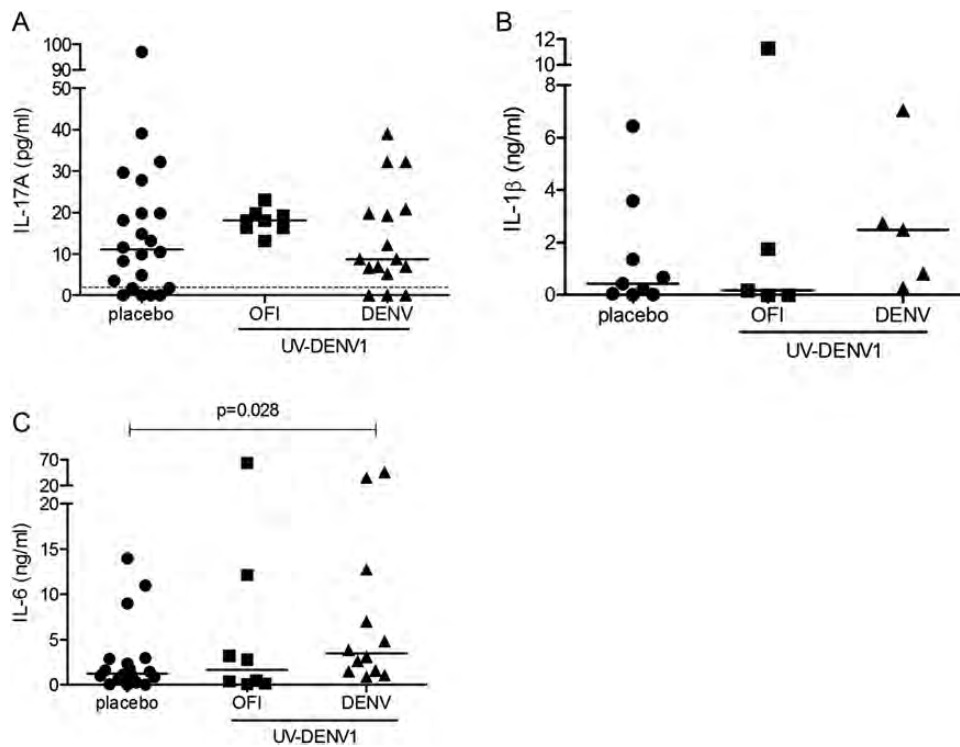 A
IL-17A (pg/ml)
100
90
50
40
30
20
10
0
placebo
OFI
DENV
UV-DENV1
B
IL-1β (ng/ml)
12
10
8
6
4
2
0
placebo
OFI
DENV
UV-DENV1
C
p=0.028
IL-6 (ng/ml)
70
20
20
15
10
5
0
placebo
OFI
DENV
UV-DENV1